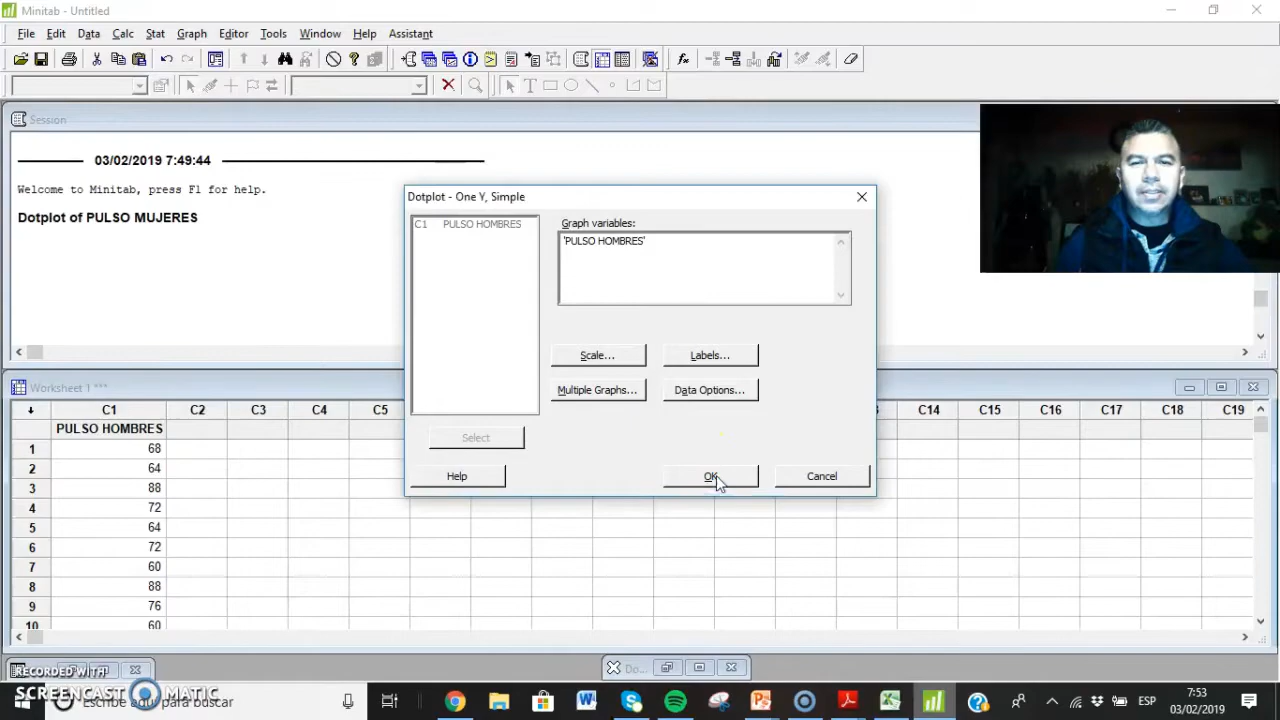 Minitab - Untitled
File Edit Data Calc Stat Graph Editor Tools Window Help Assistant
Session
03/02/2019 7:49:44
Welcome to Minitab, press F1 for help.
Dotplot of PULSO MUJERES
Dotplot - One Y, Simple
C1 PULSO HOMBRES
Graph variables:
'PULSO HOMBRES'
Scale... Labels...
Multiple Graphs... Data Options...
Select
Help OK Cancel
Worksheet 1 ***
C1 C2 C3 C4 C5 C14 C15 C16 C17 C18 C19
PULSO HOMBRES
1 68
2 64
3 88
4 72
5 64
6 72
7 60
8 88
9 76
10 60
Do...
RECORDED WITH
SCREENCAST MATIC
Escribe aquí para buscar
ESP
7:53
03/02/2019